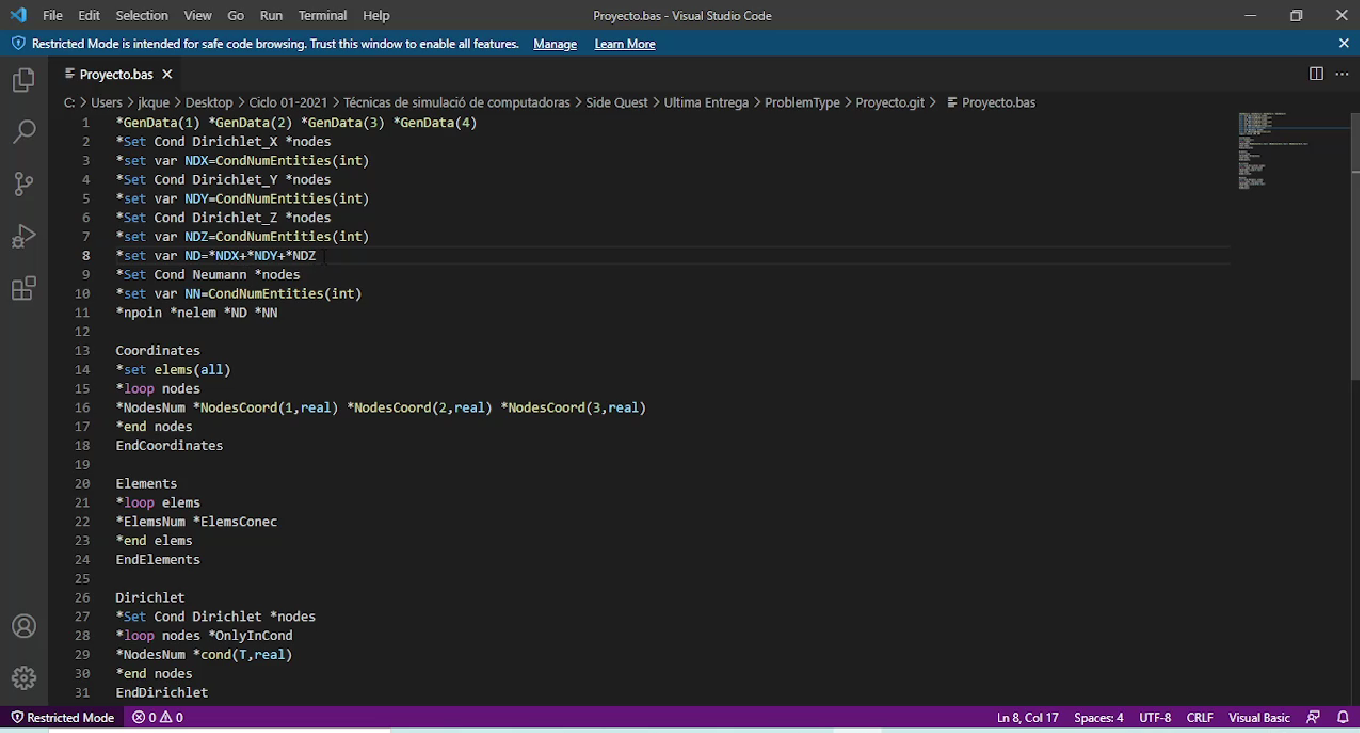 File Edit Selection View Go Run Terminal Help Proyecto.bas - Visual Studio Code
Restricted Mode is intended for safe code browsing. Trust this window to enable all features. Manage Learn More
Proyecto.bas
C: > Users > jkque > Desktop > Ciclo 01-2021 > Técnicas de simulació de computadoras > Side Quest > Ultima Entrega > ProblemType > Proyecto.git > Proyecto.bas
1 *GenData(1) *GenData(2) *GenData(3) *GenData(4)
2 *Set Cond Dirichlet_X *nodes
3 *set var NDX=CondNumEntities(int)
4 *Set Cond Dirichlet_Y *nodes
5 *set var NDY=CondNumEntities(int)
6 *Set Cond Dirichlet_Z *nodes
7 *set var NDZ=CondNumEntities(int)
8 *set var ND=*NDX+*NDY+*NDZ
9 *Set Cond Neumann *nodes
10 *set var NN=CondNumEntities(int)
11 *npoin *nelem *ND *NN
12
13 Coordinates
14 *set elems(all)
15 *loop nodes
16 *NodesNum *NodesCoord(1,real) *NodesCoord(2,real) *NodesCoord(3,real)
17 *end nodes
18 EndCoordinates
19
20 Elements
21 *loop elems
22 *ElemsNum *ElemsConec
23 *end elems
24 EndElements
25
26 Dirichlet
27 *Set Cond Dirichlet *nodes
28 *loop nodes *OnlyInCond
29 *NodesNum *cond(T,real)
30 *end nodes
31 EndDirichlet
Restricted Mode 0 0 Ln 8, Col 17 Spaces: 4 UTF-8 CRLF Visual Basic